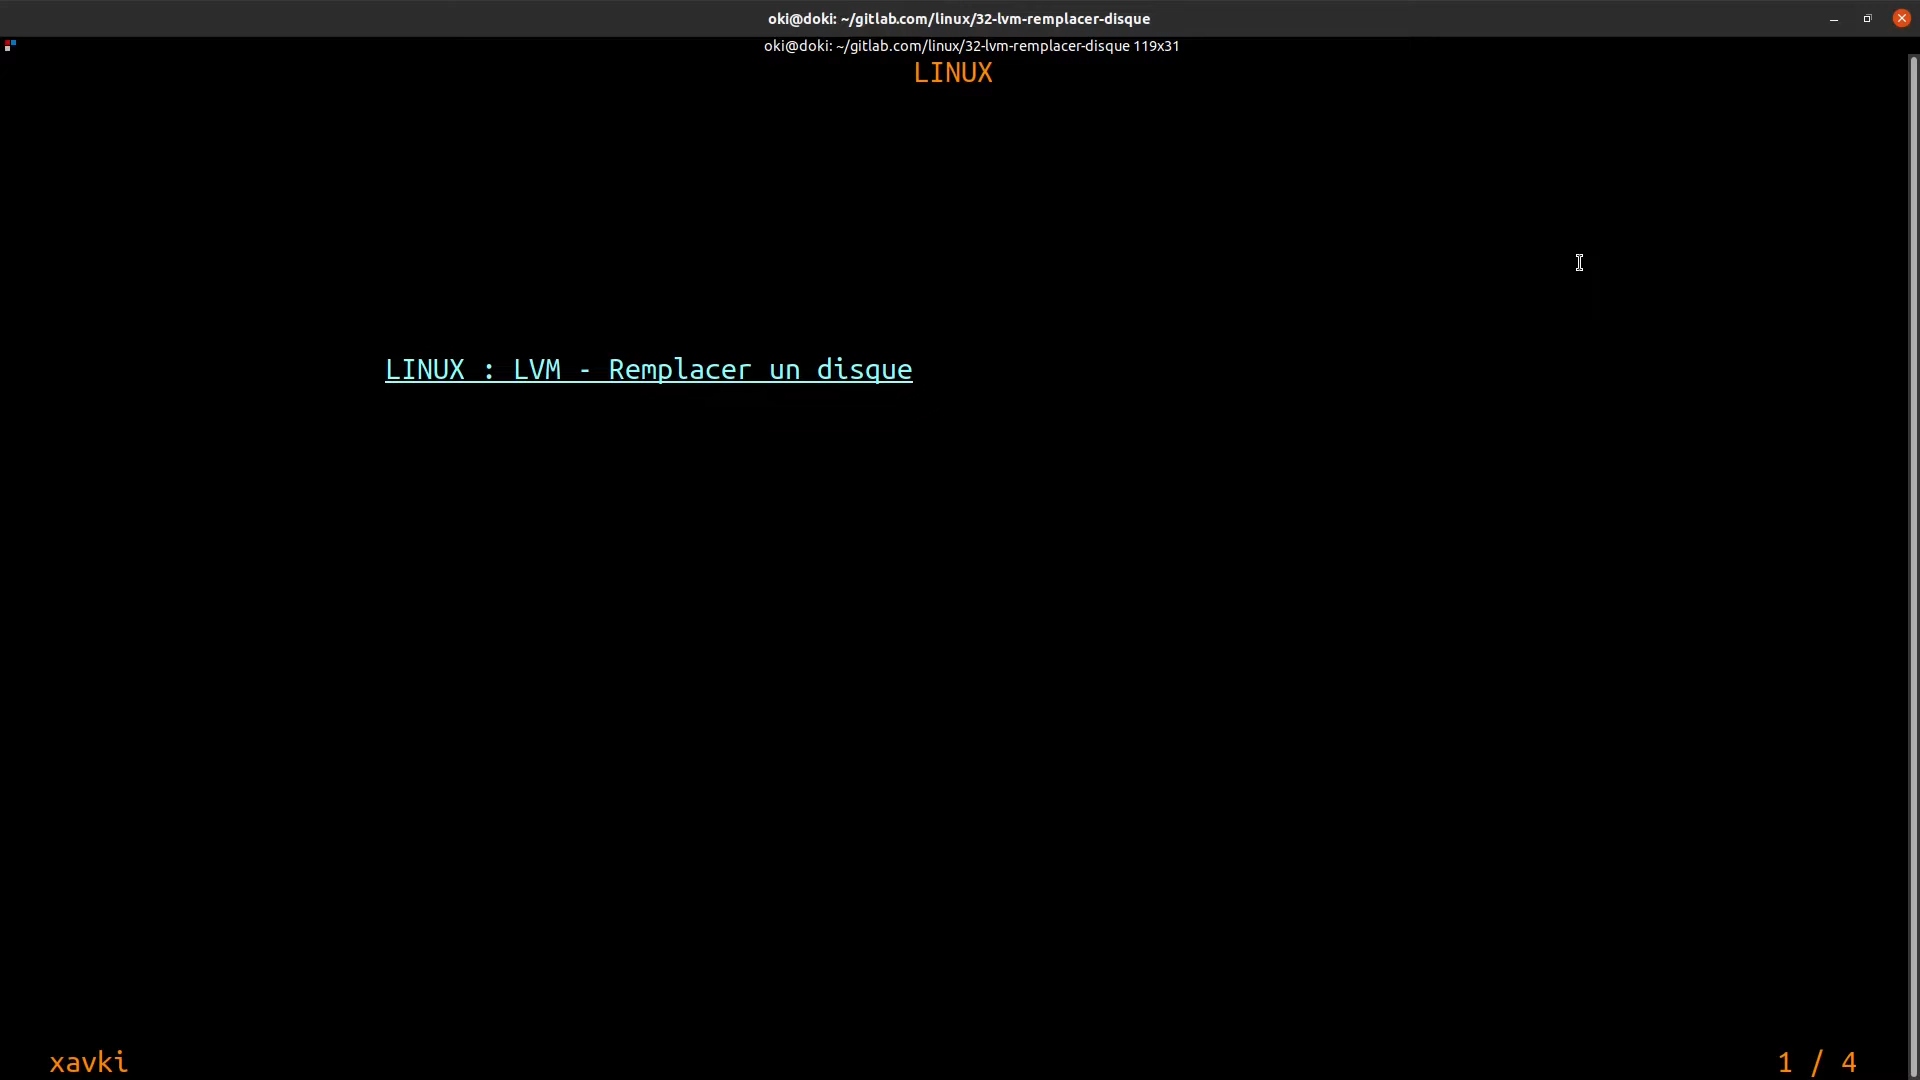 oki@doki: ~/gitlab.com/linux/32-lvm-remplacer-disque
oki@doki: ~/gitlab.com/linux/32-lvm-remplacer-disque 119x31
LINUX
LINUX : LVM - Remplacer un disque
xavki
1 / 4